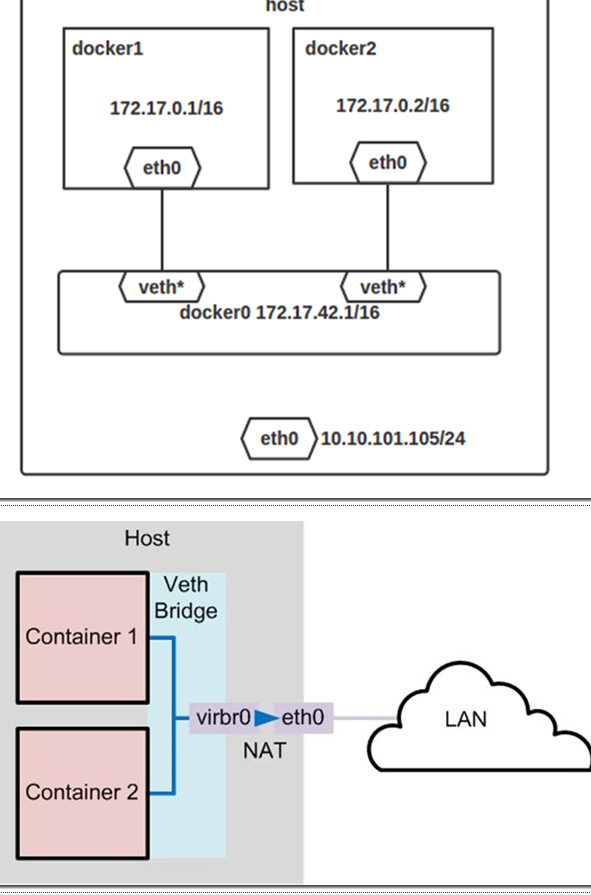 host
docker1
docker2
172.17.0.1/16
172.17.0.2/16
eth0
eth0
veth*
veth*
docker0 172.17.42.1/16
eth0 10.10.101.105/24
Host
Veth
Bridge
Container 1
virbr0
eth0
LAN
NAT
Container 2